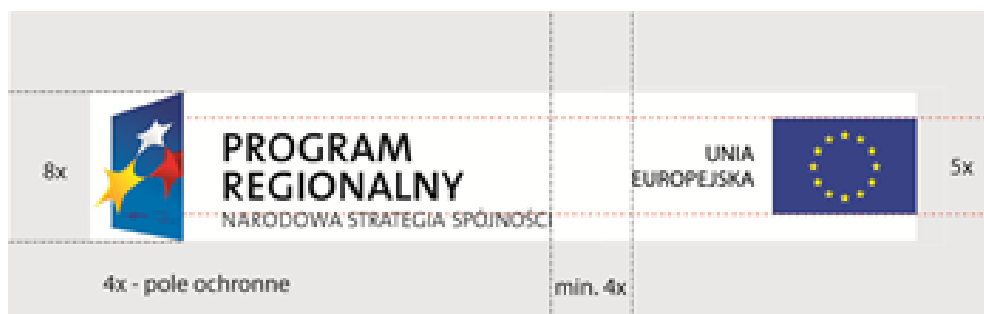 8x
PROGRAM
REGIONALNY
NARODOWA STRATEGIA SPÓJNOŚCI
UNIA
EUROPEJSKA
5x
4x - pole ochronne
min. 4x